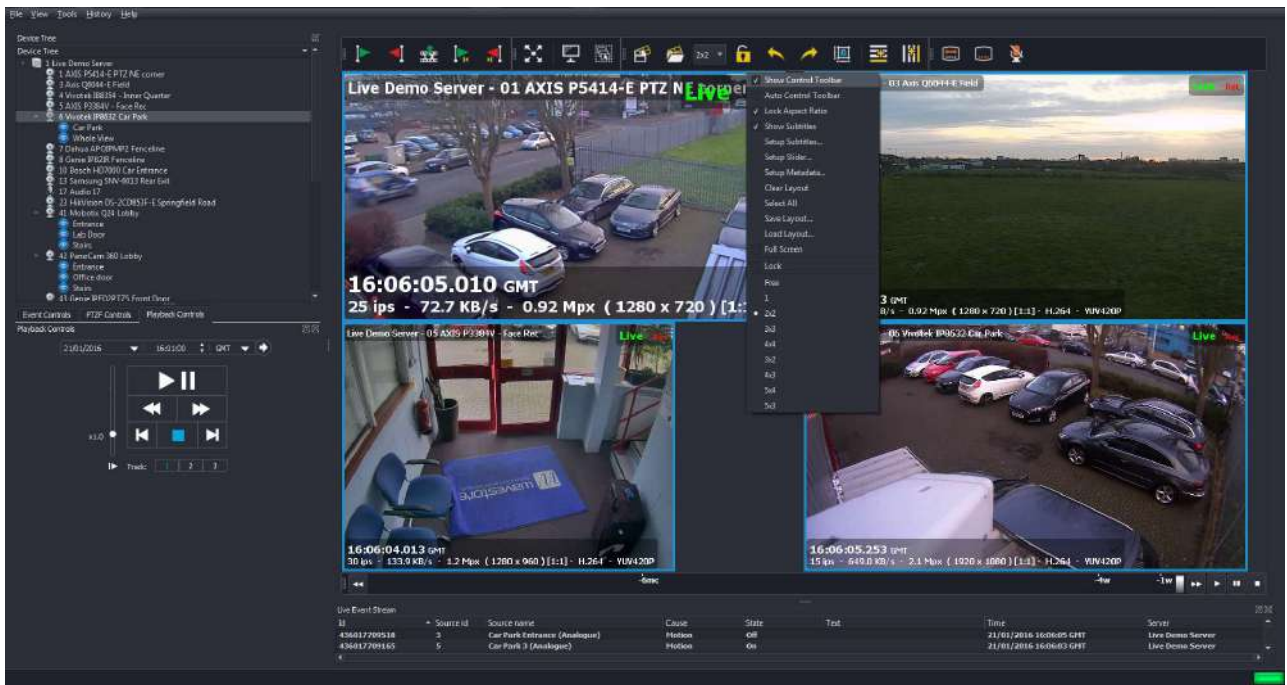 File View Tools History Help
Device Tree
Device Tree
1 Live Demo Server
1 AXIS P5414-E PTZ NE corner
3 Axis Q6044-E Field
4 Vivotek IB8354 - Inner Quarter
5 AXIS P3384V - Face Rec
6 Vivotek IP8632 Car Park
Car Park
Whole View
7 Dahua Fenceline
8 Genie Fenceline
10 Bosch HD7000 Car Entrance
13 Samsung SNV-6013 Rear Exit
17 Audio 17
23 HikVision DS-2CD853F-E Springfield Road
41 Mobotix Q24 Lobby
Entrance
Lab Door
Stairs
42 PanaCam 360 Lobby
Entrance
Office door
Stairs
Front Door
Event Controls PTZF Controls Playback Controls
Playback Controls
21/01/2016 16:01:00 GMT
x1.0
Track: 1 2 3
2x2
Live Demo Server - 01 AXIS P5414-E PTZ NE corner
Live
16:06:05.010
25 ips - 72.7 KB/s - 0.92 Mpx ( 1280 x 720 ) [1:
Show Control Toolbar
Auto Control Toolbar
Lock Aspect Ratio
Show Subtitles
Setup Subtitles...
Setup Slider...
Setup Metadata...
Clear Layout
Select All
Save Layout...
Load Layout...
Full Screen
Lock
Free
1
2x2
2x3
4x4
3x2
4x3
5x4
5x3
03 Axis Q6044-E Field
Live Rec
3 GMT
B/s - 0.92 Mpx ( 1280 x 720 ) [1:1] - H.264 - YUV420P
Live Demo Server - 05 AXIS P3384V - Face Rec
Live Rec
wavestore
16:06:04.013 GMT
30 ips - 133.9 KB/s - 1.2 Mpx ( 1280 x 960 ) [1:1] - H.264 - YUV420P
06 Vivotek IP8632 Car Park
Live Rec
16:06:05.253 GMT
15 ips - 649.0 KB/s - 2.1 Mpx ( 1920 x 1080 ) [1:1] - H.264 - YUV420P
-6mc -4w -1w
Live Event Stream
Id Source id Source name Cause State Text Time Server
436017709518 3 Car Park Entrance (Analogue) Motion Off 21/01/2016 16:06:05 GMT Live Demo Server
436017709165 5 Car Park 3 (Analogue) Motion On 21/01/2016 16:06:03 GMT Live Demo Server